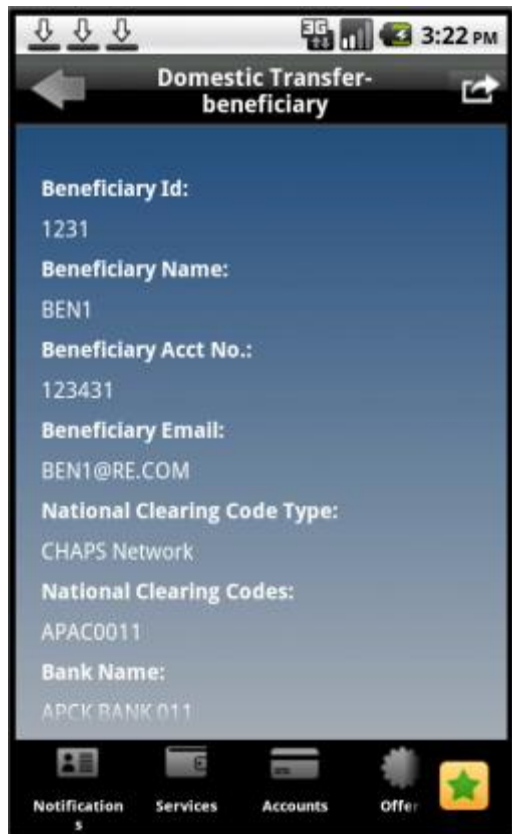 3G
3:22 PM
Domestic Transfer-
beneficiary
Beneficiary Id:
1231
Beneficiary Name:
BEN1
Beneficiary Acct No.:
123431
Beneficiary Email:
BEN1@RE.COM
National Clearing Code Type:
CHAPS Network
National Clearing Codes:
APAC0011
Bank Name:
APCK BANK 011
Notification
s
Services
Accounts
Offer